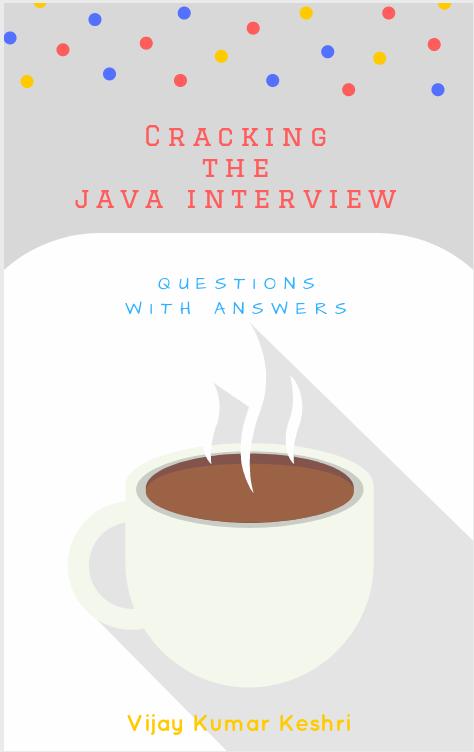 Cracking
the
Java Interview
QUESTIONS
WITH ANSWERS
Vijay Kumar Keshri